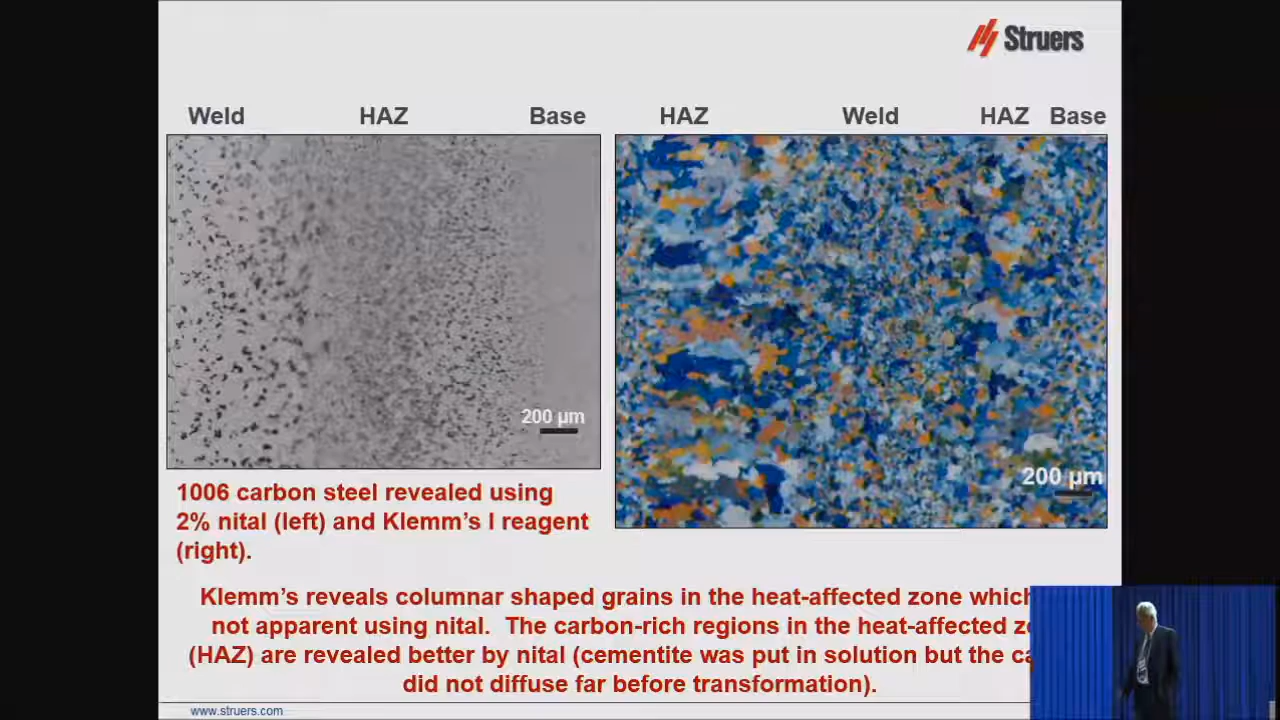 Struers
Weld HAZ Base HAZ Weld HAZ Base
200 µm
200 µm
1006 carbon steel revealed using
2% nital (left) and Klemm's I reagent
(right).
Klemm's reveals columnar shaped grains in the heat-affected zone which
not apparent using nital. The carbon-rich regions in the heat-affected
(HAZ) are revealed better by nital (cementite was put in solution but the
did not diffuse far before transformation).
www.struers.com